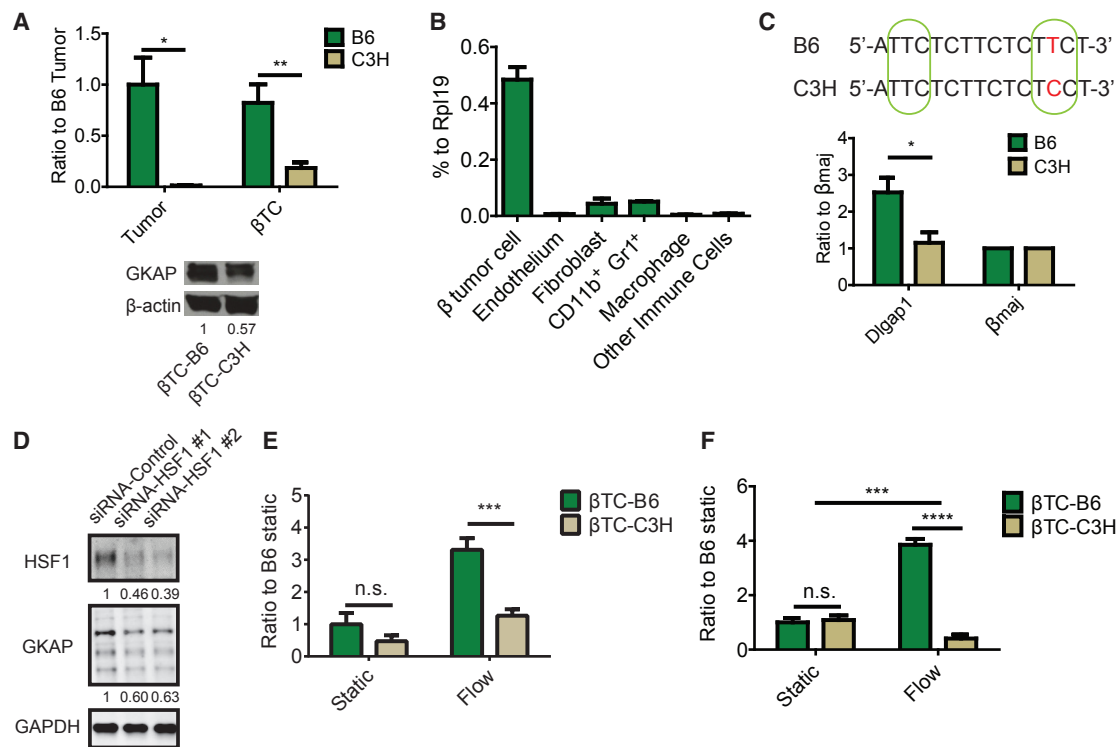 A
Ratio to B6 Tumor
1.5
1.0
0.5
0.0
*
**
B6
C3H
Tumor
βTC
GKAP
β-actin
1 0.57
βTC-B6
βTC-C3H
B
% to Rpl19
0.6
0.4
0.2
0.0
β tumor cell
Endothelium
Fibroblast
CD11b⁺ Gr1⁺
Macrophage
Other Immune Cells
C
B6 5'-ATTCTCTTCTCTTCT-3'
C3H 5'-ATTCTCTTCTCTCCT-3'
Ratio to βmaj
4
3
2
1
0
*
B6
C3H
Dlgap1
βmaj
D
siRNA-Control
siRNA-HSF1 #1
siRNA-HSF1 #2
HSF1
1 0.46 0.39
GKAP
1 0.60 0.63
GAPDH
E
Ratio to B6 static
5
4
3
2
1
0
n.s.
***
βTC-B6
βTC-C3H
Static
Flow
F
Ratio to B6 static
6
4
2
0
n.s.
***
****
βTC-B6
βTC-C3H
Static
Flow